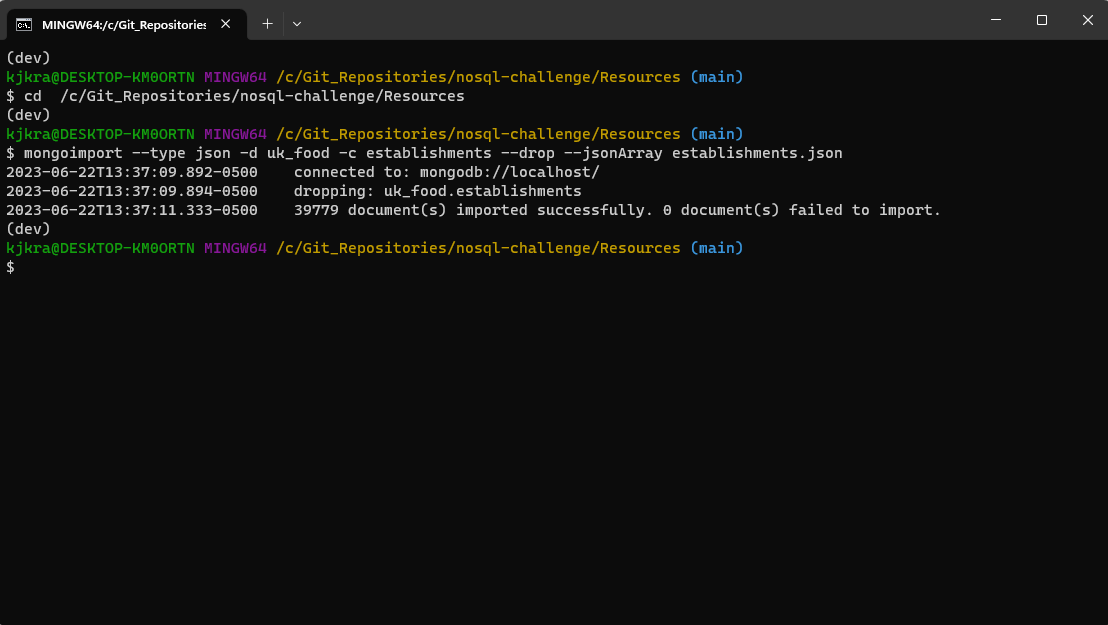 MINGW64:/c/Git_Repositories
(dev)
kjkra@DESKTOP-KM0ORTN MINGW64 /c/Git_Repositories/nosql-challenge/Resources (main)
$ cd  /c/Git_Repositories/nosql-challenge/Resources
(dev)
kjkra@DESKTOP-KM0ORTN MINGW64 /c/Git_Repositories/nosql-challenge/Resources (main)
$ mongoimport --type json -d uk_food -c establishments --drop --jsonArray establishments.json
2023-06-22T13:37:09.892-0500    connected to: mongodb://localhost/
2023-06-22T13:37:09.894-0500    dropping: uk_food.establishments
2023-06-22T13:37:11.333-0500    39779 document(s) imported successfully. 0 document(s) failed to import.
(dev)
kjkra@DESKTOP-KM0ORTN MINGW64 /c/Git_Repositories/nosql-challenge/Resources (main)
$